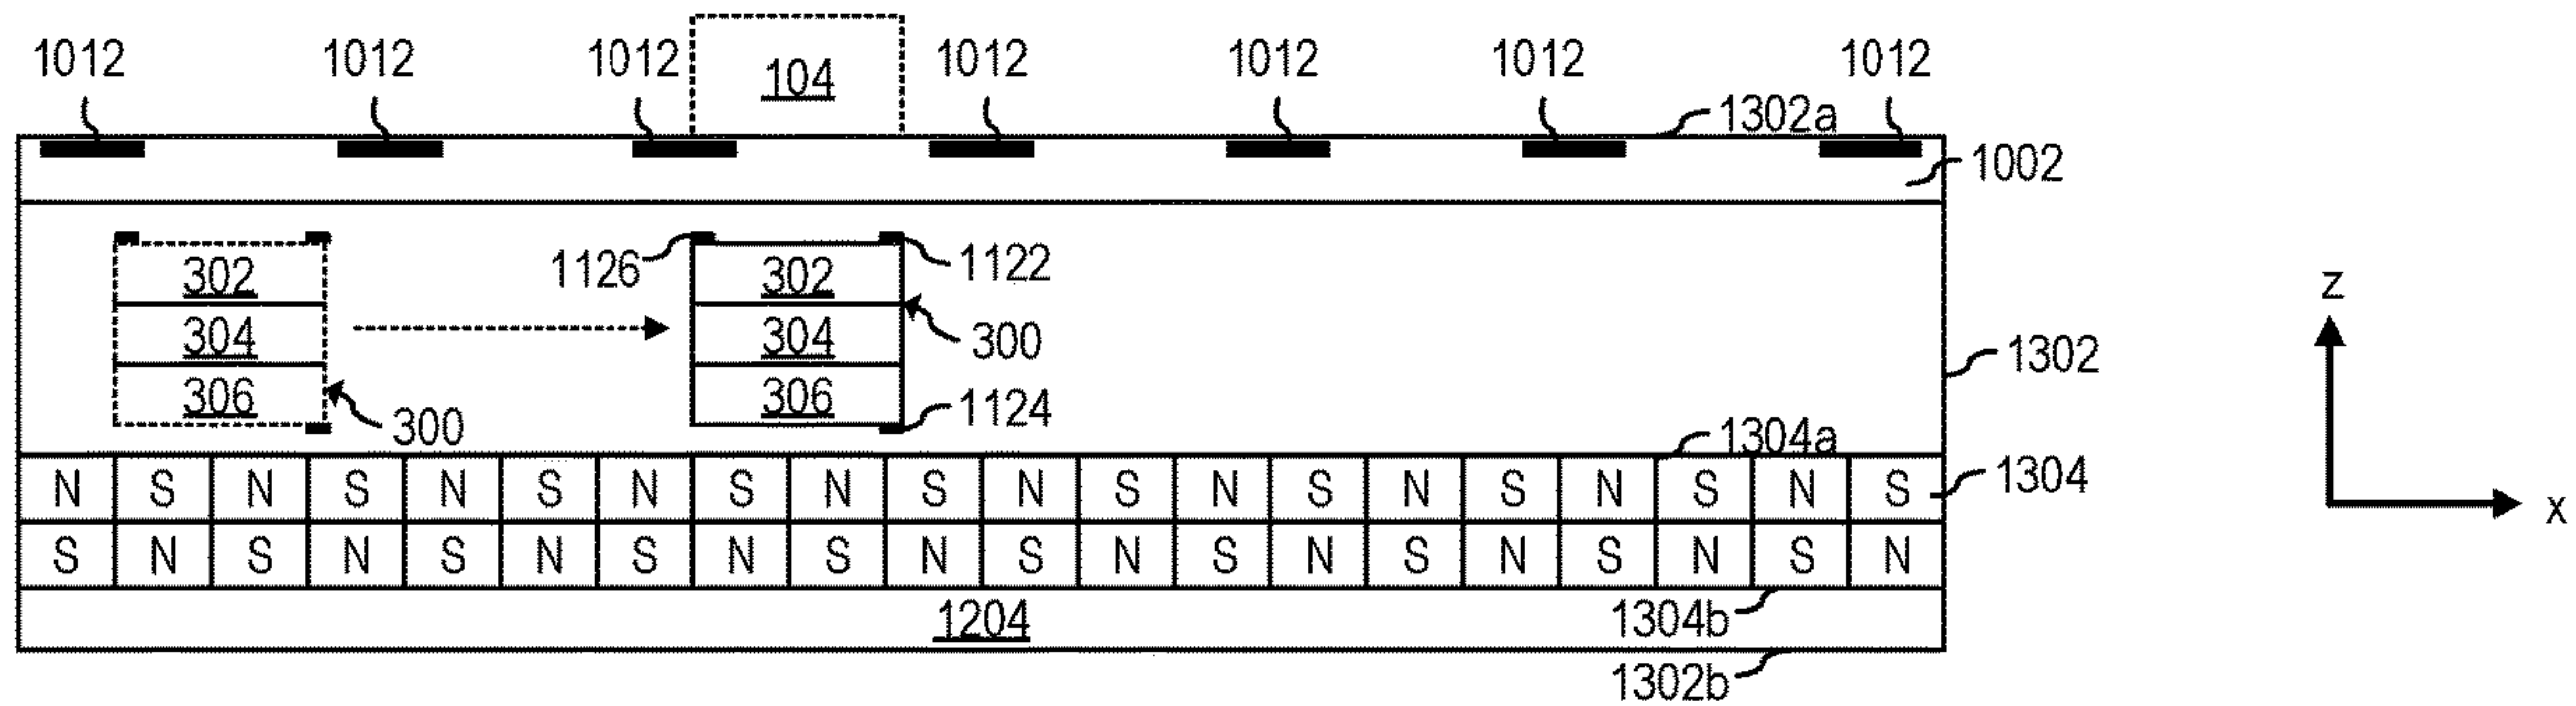 1012 1012 1012 104 1012 1012 1012 1012
1302a
1002
1126 302 302 1122
304 304 300
306 300 306 1124
1302
z
x
1304a
N S N S N S N S N S N S N S N S N S N S
1304
S N S N S N S N S N S N S N S N S N S N
1204
1304b
1302b